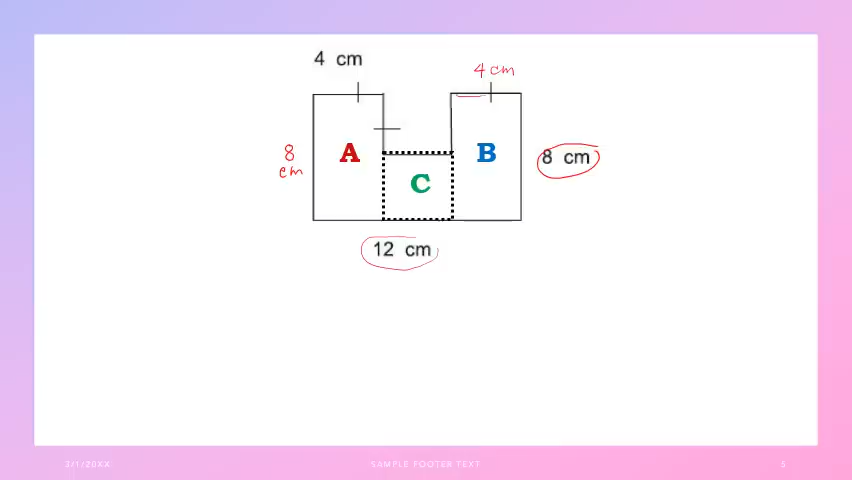 4 cm
4 cm
8
cm
A
B
8 cm
C
12 cm
3/1/20XX
SAMPLE FOOTER TEXT
5